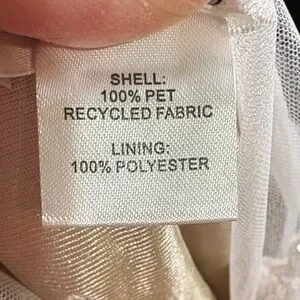 SHELL:
100% PET
RECYCLED FABRIC
LINING:
100% POLYESTER